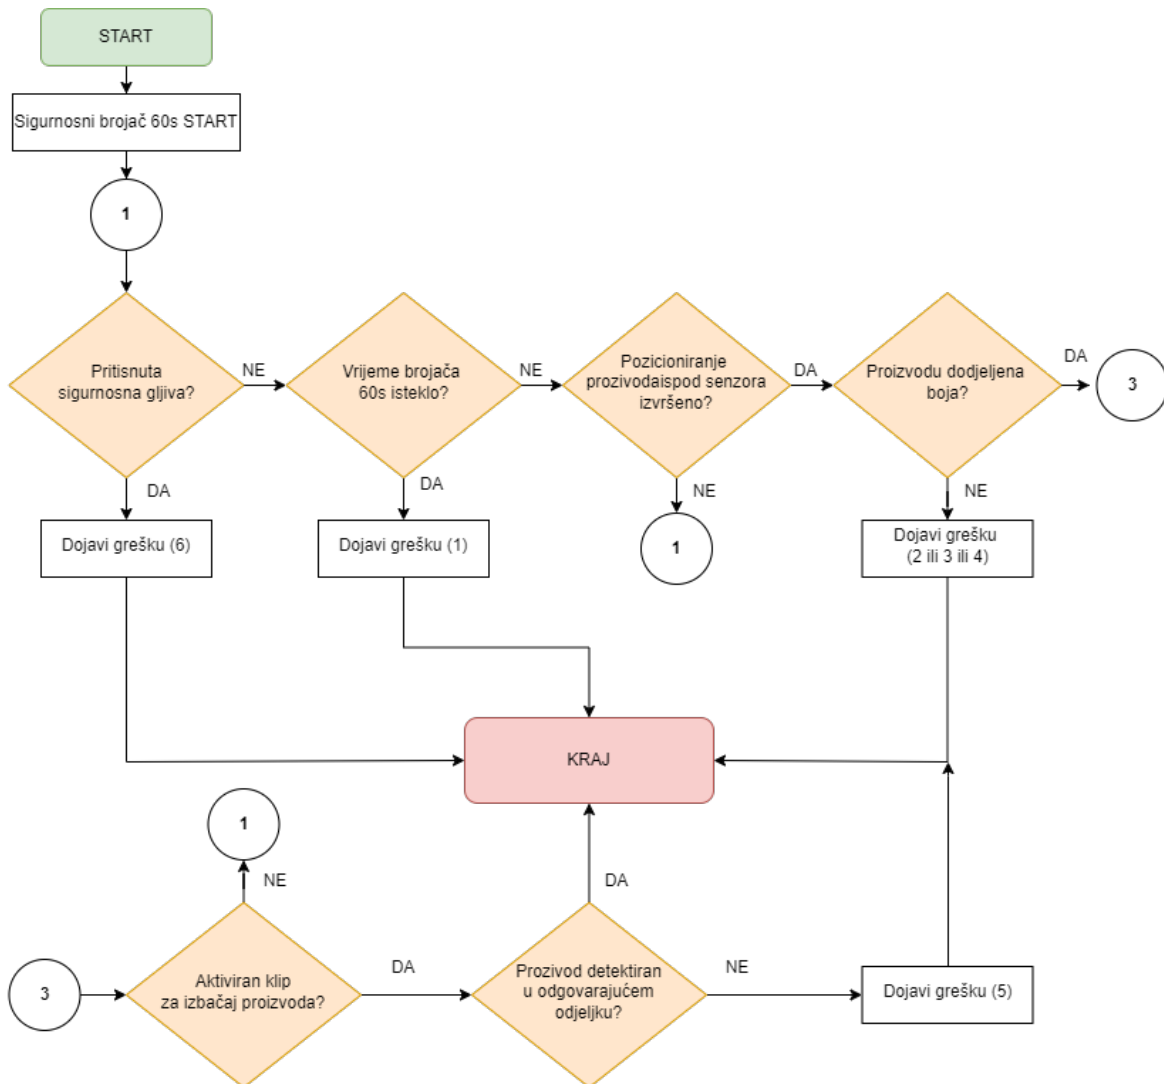 START
Sigurnosni brojač 60s START
1
Pritisnuta
sigurnosna gljiva?
NE
Vrijeme brojača
60s isteklo?
NE
Pozicioniranje
prozivodaispod senzora
izvršeno?
DA
Proizvodu dodjeljena
boja?
DA
3
DA
DA
NE
NE
Dojavi grešku (6)
Dojavi grešku (1)
1
Dojavi grešku
(2 ili 3 ili 4)
KRAJ
1
NE
DA
3
Aktiviran klip
za izbačaj proizvoda?
DA
Prozivod detektiran
u odgovarajućem
odjeljku?
NE
Dojavi grešku (5)